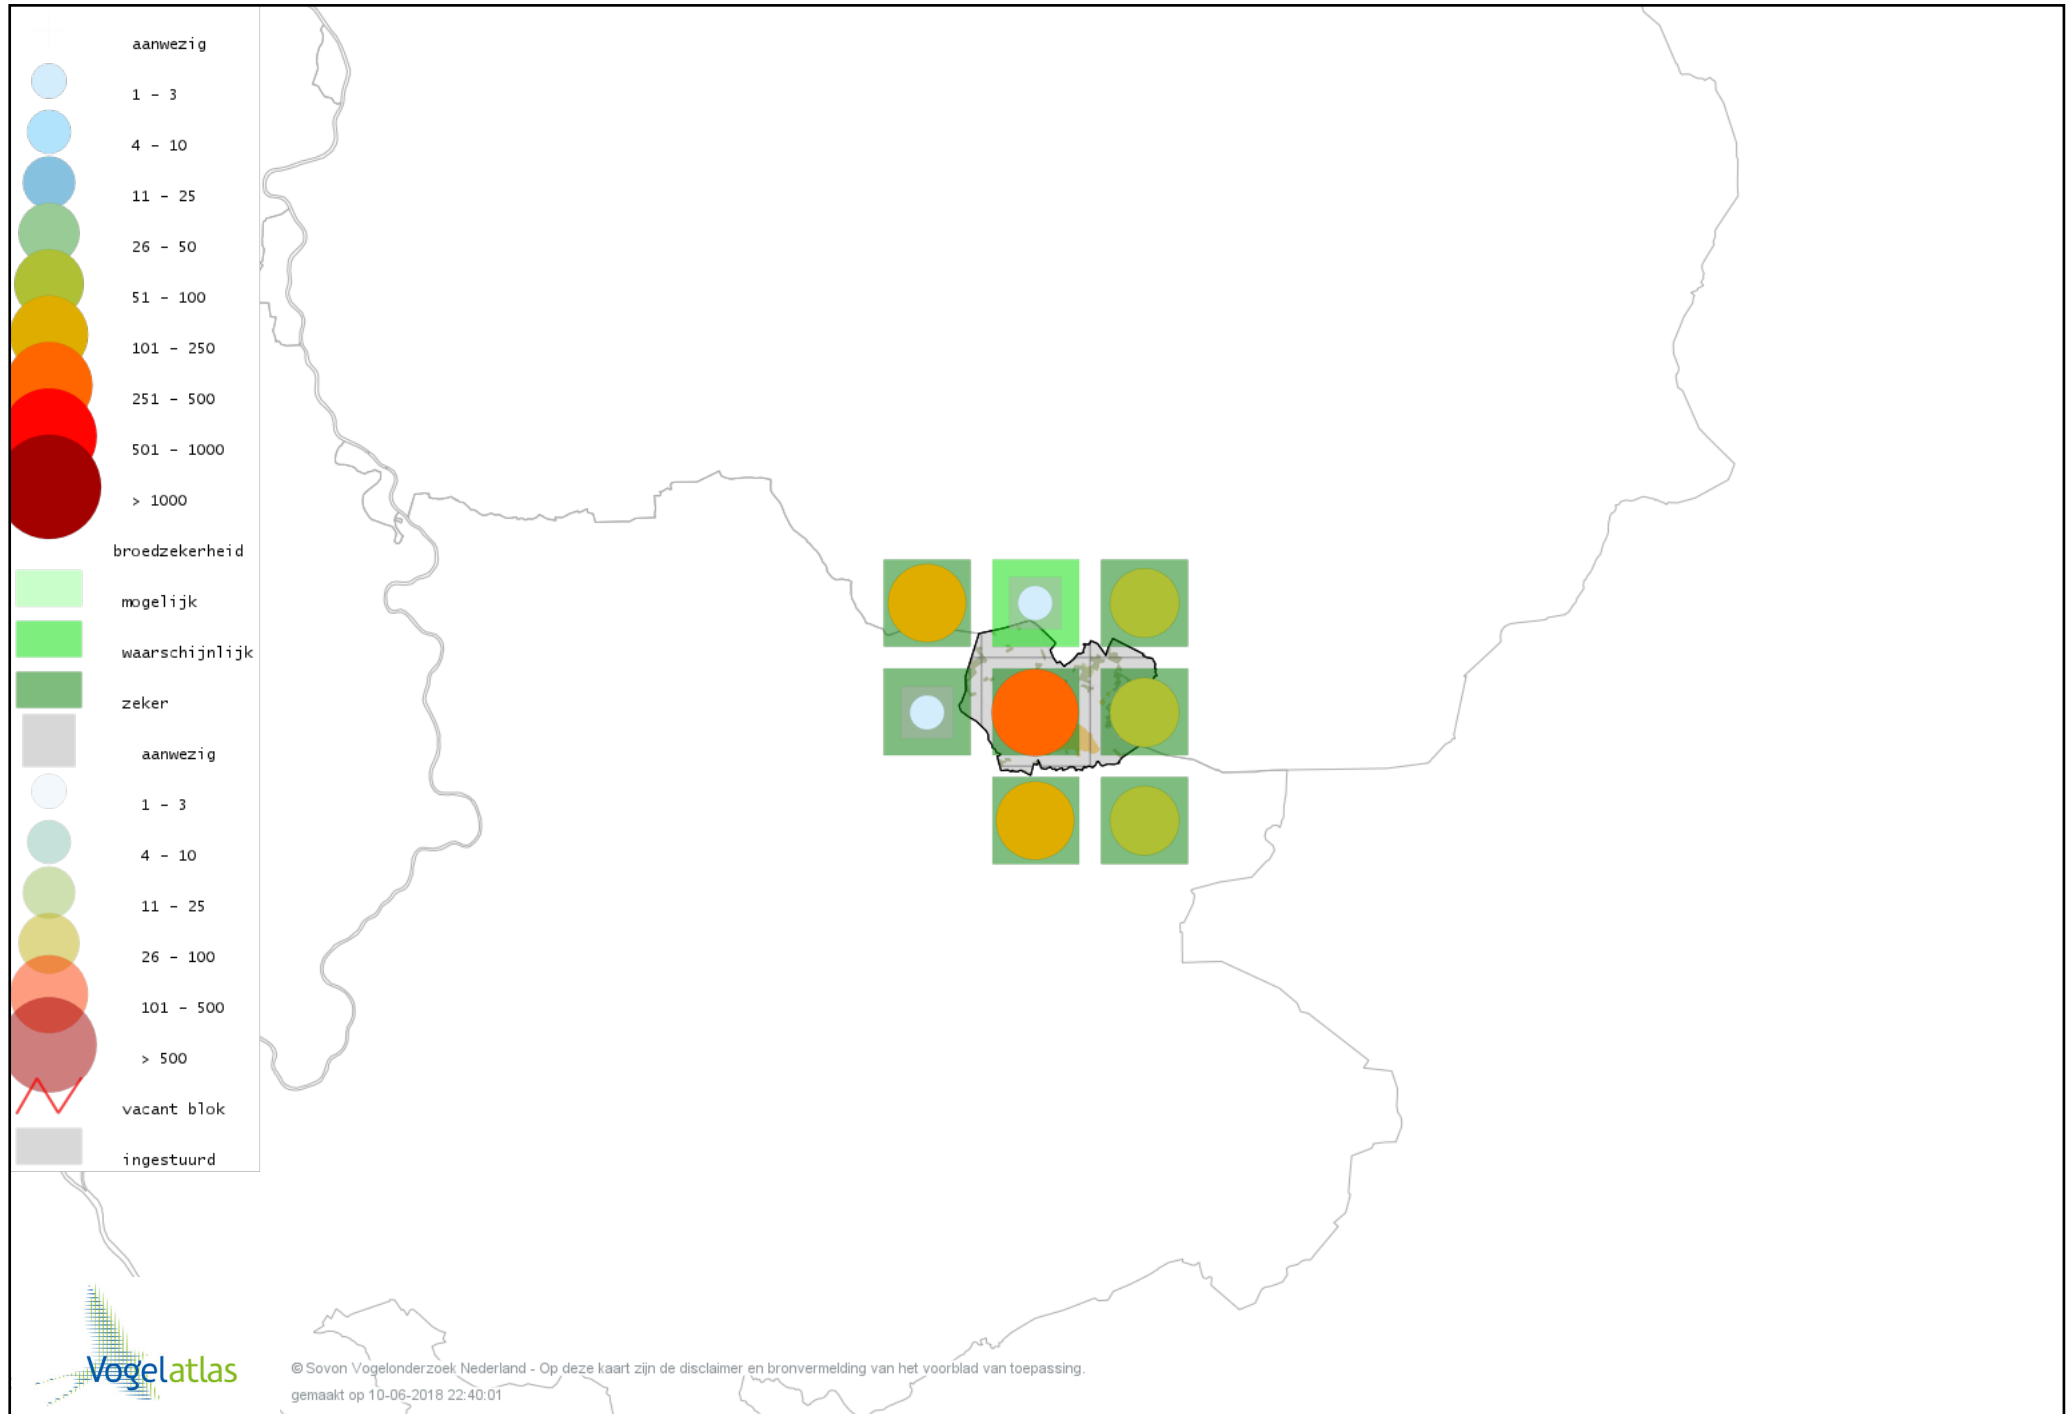 aanwezig
1 - 3
4 - 10
11 - 25
26 - 50
51 - 100
101 - 250
251 - 500
501 - 1000
> 1000
broedzekerheid
mogelijk
waarschijnlijk
zeker
aanwezig
1 - 3
4 - 10
11 - 25
26 - 100
101 - 500
> 500
vacant blok
ingestuurd
Vogelatlas
© Sovon Vogelonderzoek Nederland - Op deze kaart zijn de disclaimer en bronvermelding van het voorblad van toepassing.
gemaakt op 10-06-2018 22:40:01